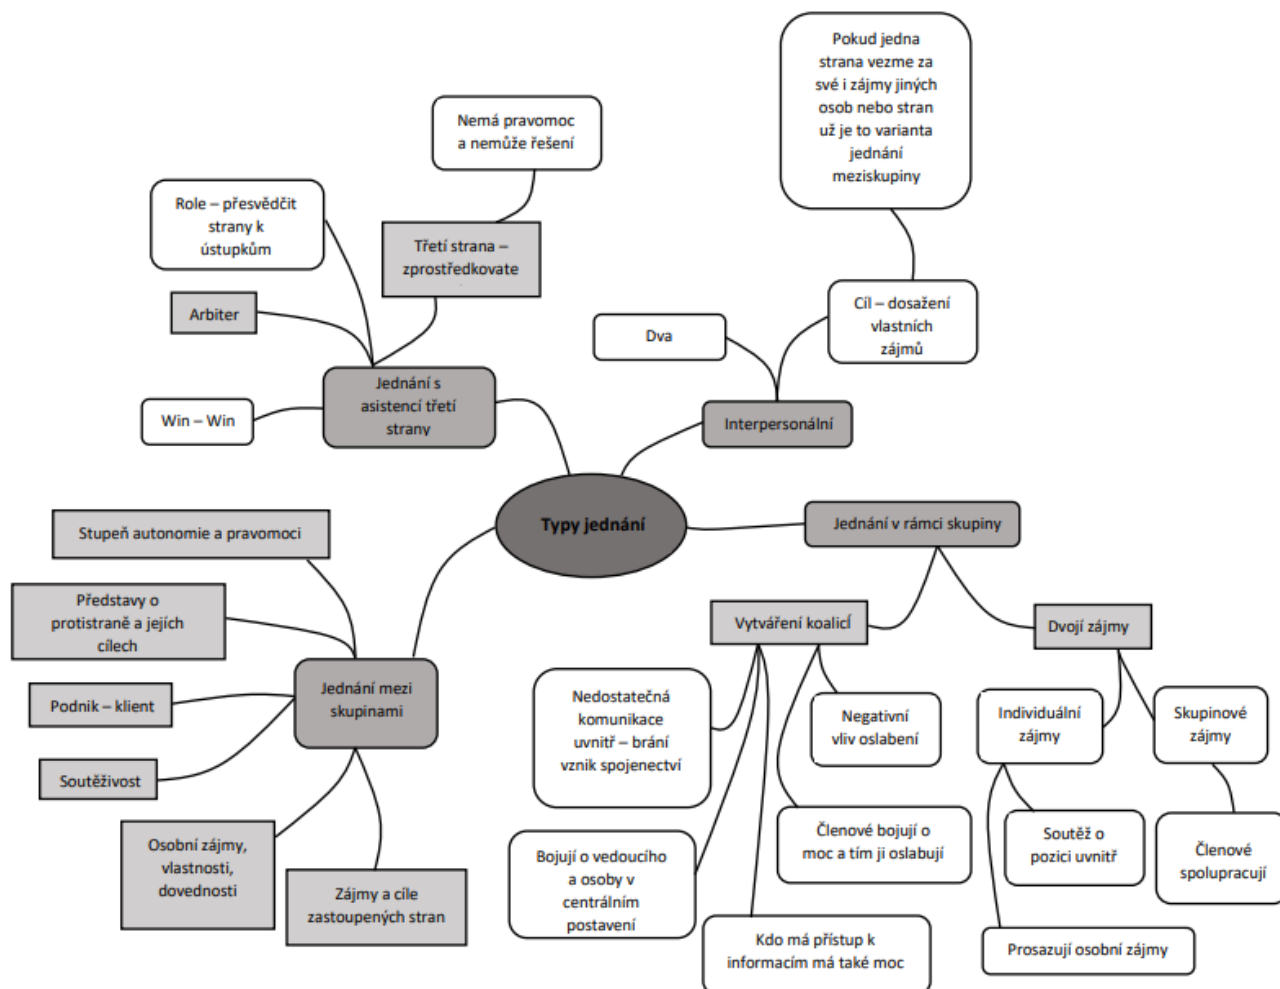 Pokud jedna
strana vezme za
své i zájmy jiných
osob nebo stran
už je to varianta
jednání
meziskupiny
Nemá pravomoc
a nemůže řešení
Role – přesvědčit
strany k
ústupkům
Třetí strana –
zprostředkovate
Arbiter
Cíl – dosažení
vlastních
zájmů
Dva
Jednání s
asistencí třetí
strany
Win – Win
Interpersonální
Typy jednání
Stupeň autonomie a pravomoci
Jednání v rámci skupiny
Představy o
protistraně a jejích
cílech
Vytváření koalicÍ
Dvojí zájmy
Jednání mezi
skupinami
Podnik – klient
Soutěživost
Osobní zájmy,
vlastnosti,
dovednosti
Zájmy a cíle
zastoupených stran
Nedostatečná
komunikace
uvnitř – brání
vznik spojenectví
Negativní
vliv oslabení
Individuální
zájmy
Skupinové
zájmy
Bojují o vedoucího
a osoby v
centrálním
postavení
Členové bojují o
moc a tím ji oslabují
Soutěž o
pozici uvnitř
Členové
spolupracují
Kdo má přístup k
informacím má také moc
Prosazují osobní zájmy